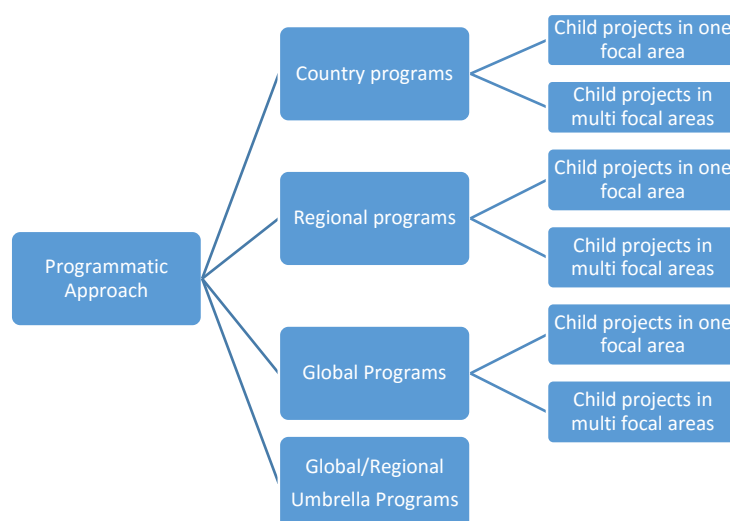 Programmatic
Approach
Country programs
Child projects in one
focal area
Child projects in
multi focal areas
Regional programs
Child projects in one
focal area
Child projects in
multi focal areas
Global Programs
Child projects in one
focal area
Child projects in
multi focal areas
Global/Regional
Umbrella Programs